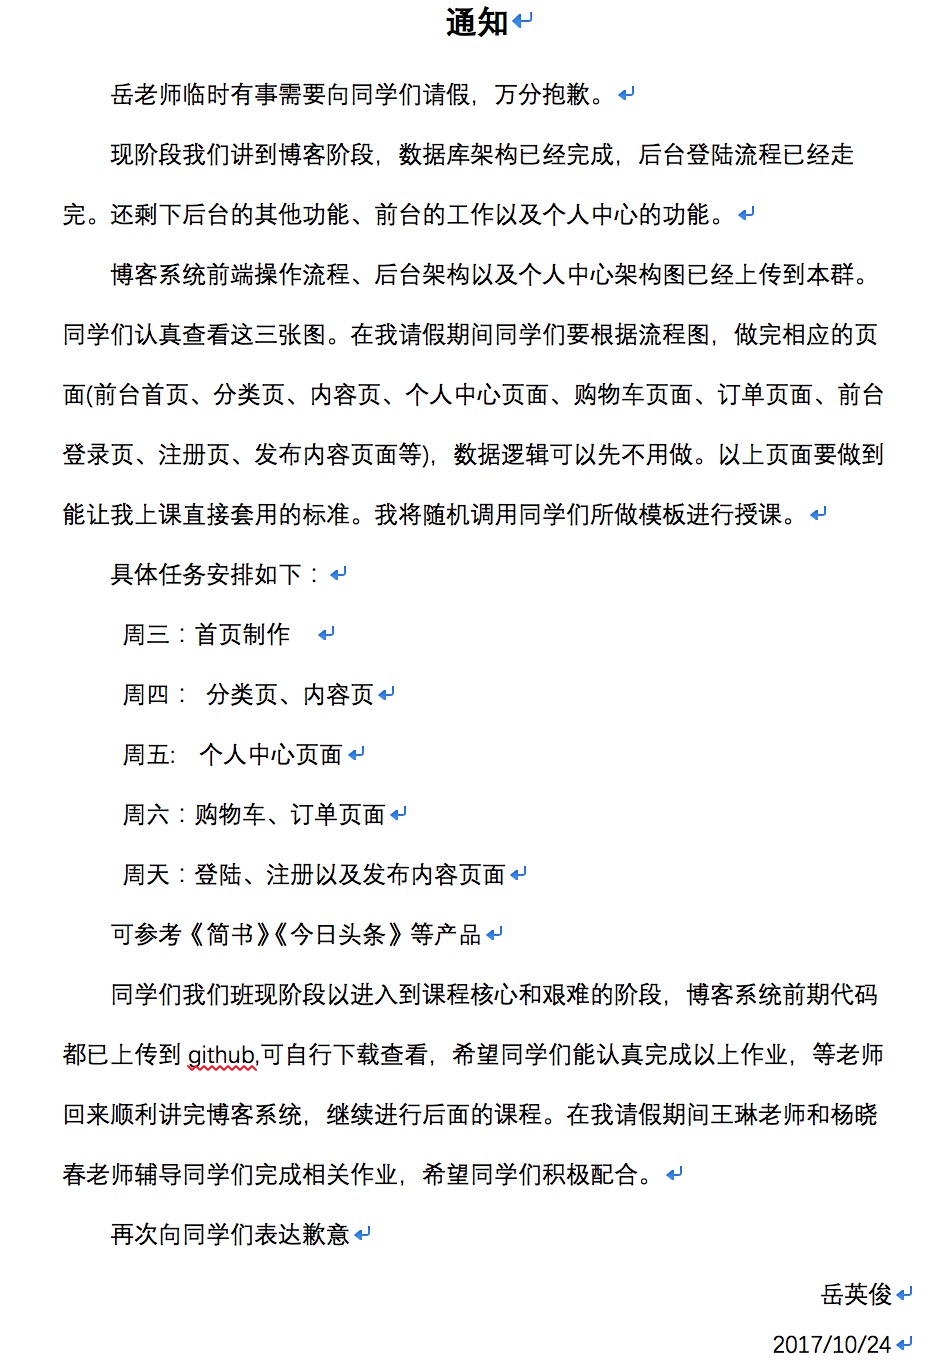 通知
岳老师临时有事需要向同学们请假，万分抱歉。
现阶段我们讲到博客阶段，数据库架构已经完成，后台登陆流程已经走
完。还剩下后台的其他功能、前台的工作以及个人中心的功能。
博客系统前端操作流程、后台架构以及个人中心架构图已经上传到本群。
同学们认真查看这三张图。在我请假期间同学们要根据流程图，做完相应的页
面(前台首页、分类页、内容页、个人中心页面、购物车页面、订单页面、前台
登录页、注册页、发布内容页面等)，数据逻辑可以先不用做。以上页面要做到
能让我上课直接套用的标准。我将随机调用同学们所做模板进行授课。
具体任务安排如下：
周三：首页制作
周四： 分类页、内容页
周五: 个人中心页面
周六：购物车、订单页面
周天：登陆、注册以及发布内容页面
可参考《简书》《今日头条》等产品
同学们我们班现阶段以进入到课程核心和艰难的阶段，博客系统前期代码
都已上传到 github,可自行下载查看，希望同学们能认真完成以上作业，等老师
回来顺利讲完博客系统，继续进行后面的课程。在我请假期间王琳老师和杨晓
春老师辅导同学们完成相关作业，希望同学们积极配合。
再次向同学们表达歉意
岳英俊
2017/10/24